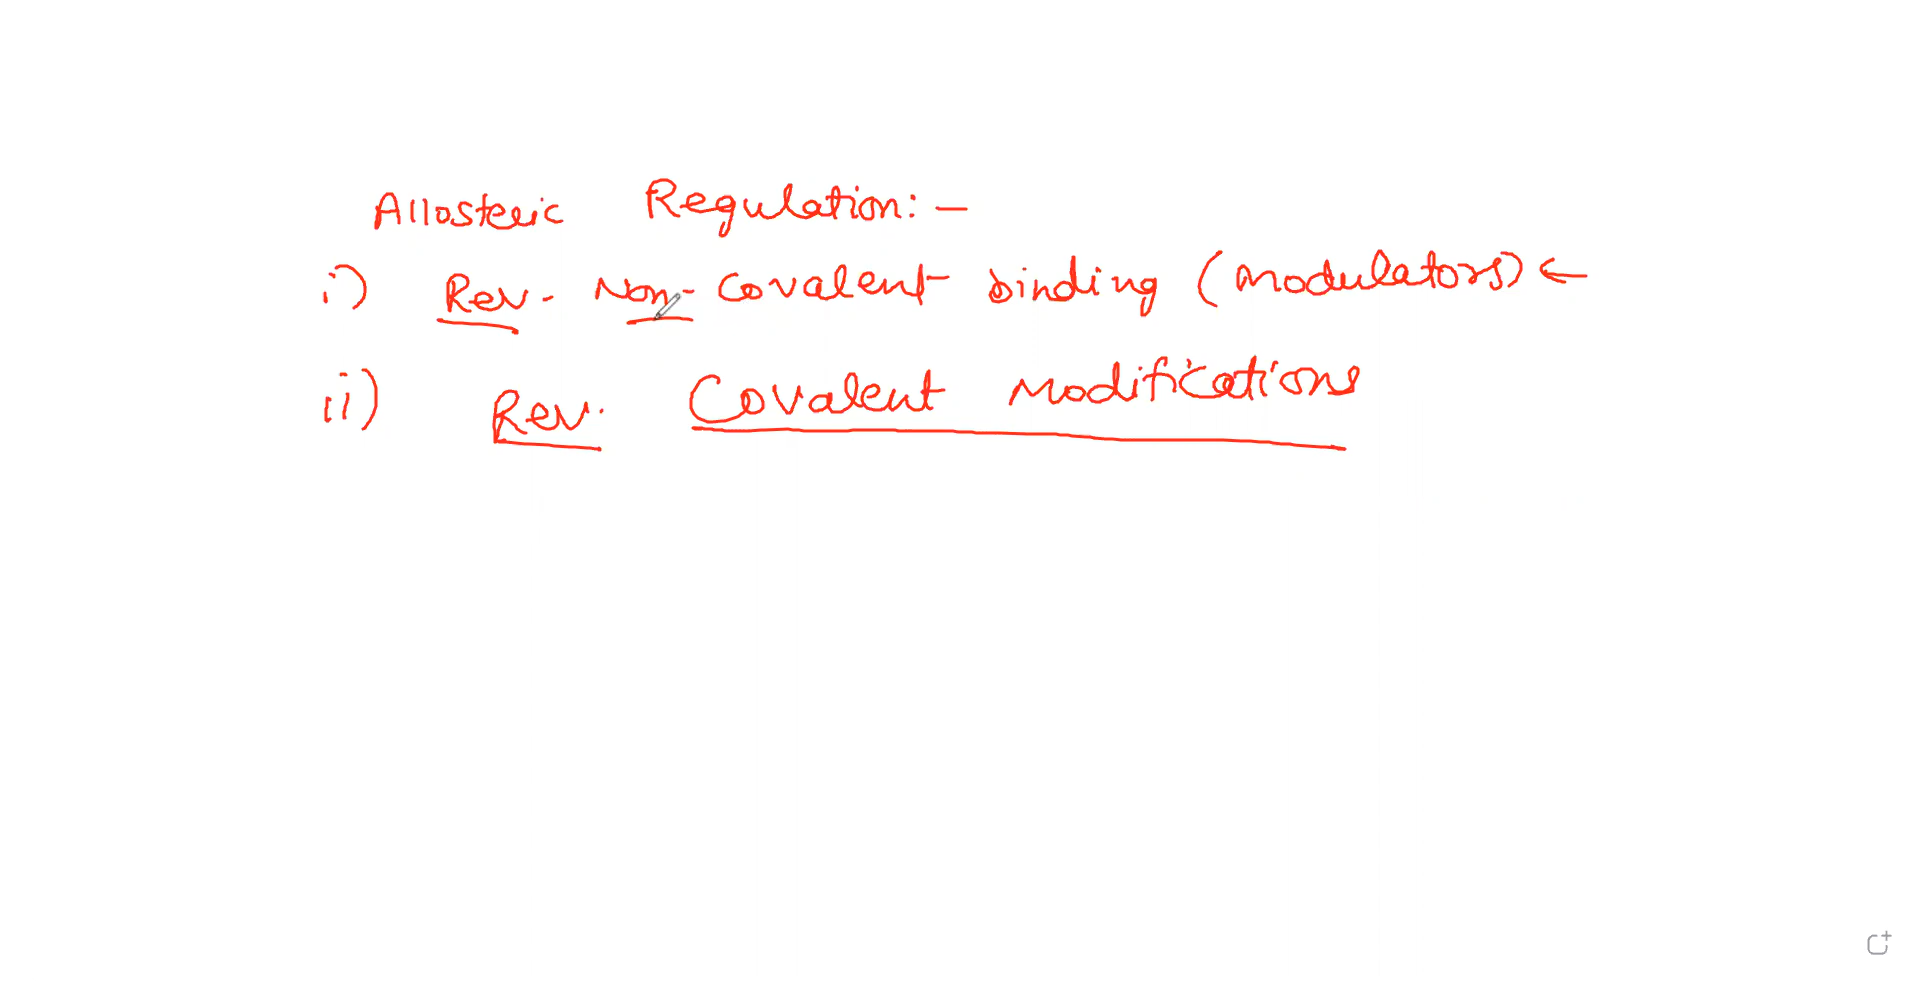 Allosteric Regulation:-
i) Rev. Non-Covalent binding (Modulators) ←
ii) Rev. Covalent Modifications